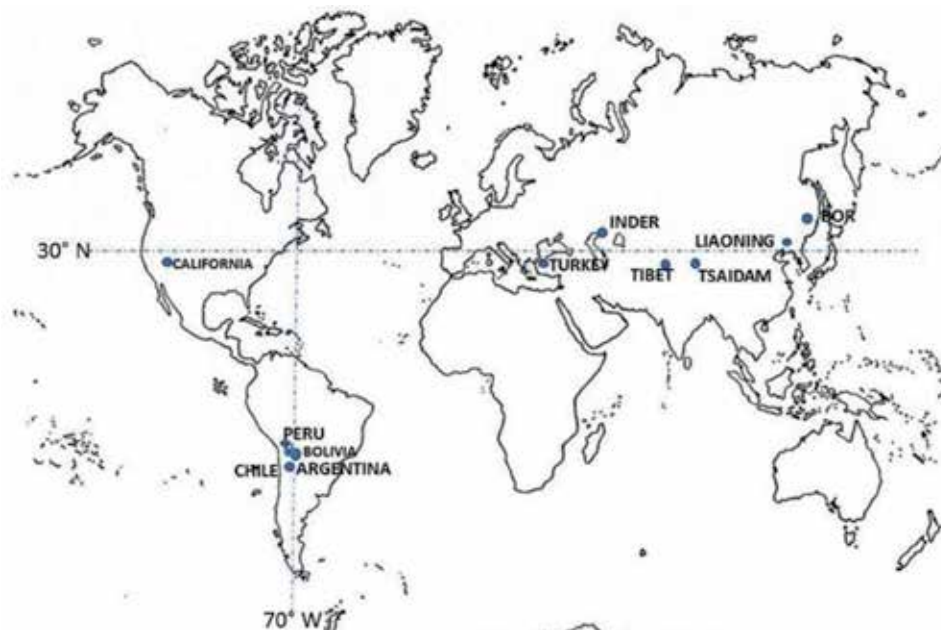 INDER
BOR
30° N
LIAONING
CALIFORNIA
TURKEY
TIBET
TSAIDAM
PERU
BOLIVIA
CHILE
ARGENTINA
70° W